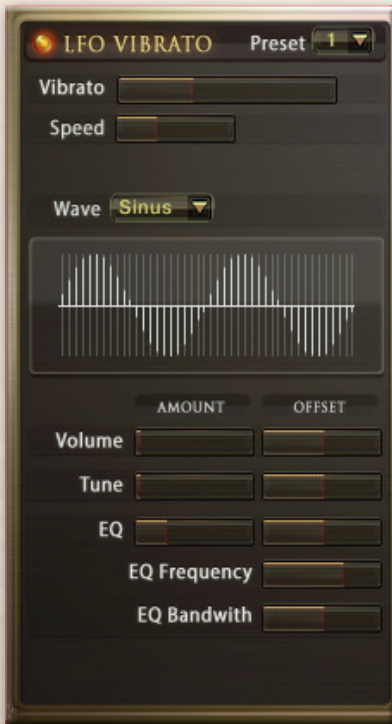 LFO VIBRATO Preset 1
Vibrato
Speed
Wave Sinus
AMOUNT OFFSET
Volume
Tune
EQ
EQ Frequency
EQ Bandwith